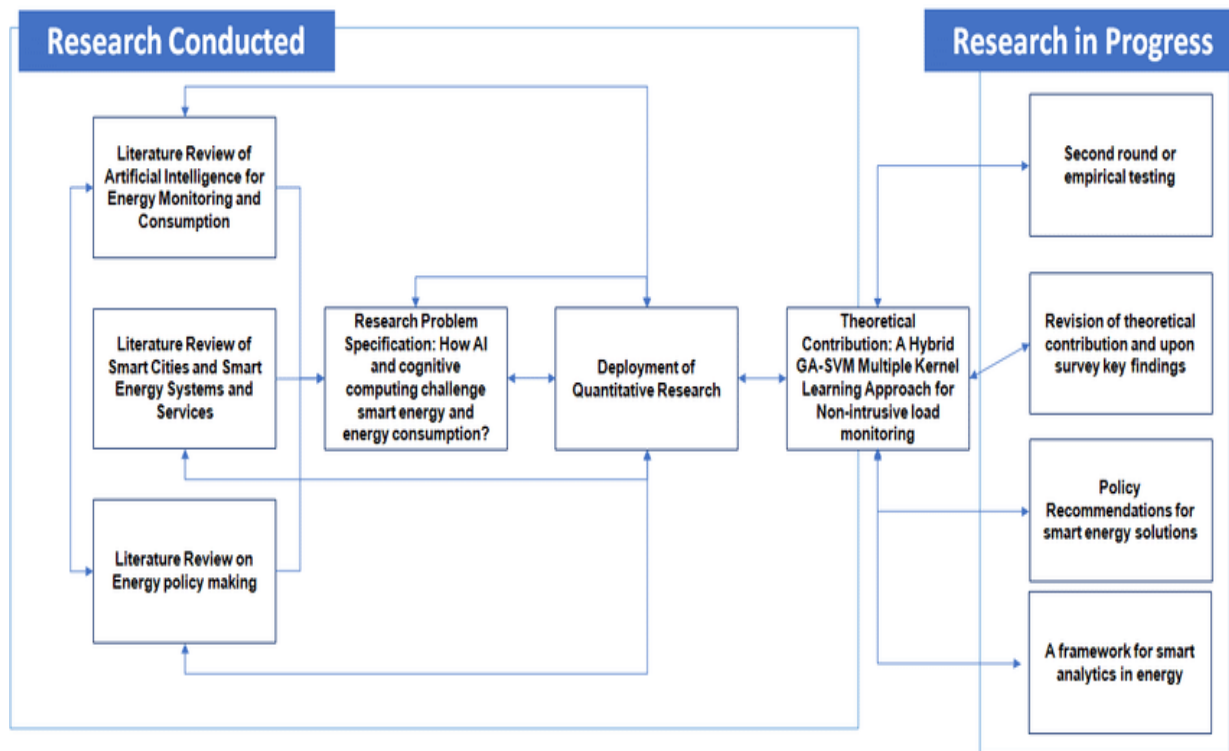 Research Conducted
Research in Progress
Literature Review of
Artificial Intelligence for
Energy Monitoring and
Consumption
Literature Review of
Smart Cities and Smart
Energy Systems and
Services
Literature Review on
Energy policy making
Research Problem
Specification: How AI
and cognitive
computing challenge
smart energy and
energy consumption?
Deployment of
Quantitative Research
Theoretical
Contribution: A Hybrid
GA-SVM Multiple Kernel
Learning Approach for
Non-intrusive load
monitoring
Second round or
empirical testing
Revision of theoretical
contribution and upon
survey key findings
Policy
Recommendations for
smart energy solutions
A framework for smart
analytics in energy